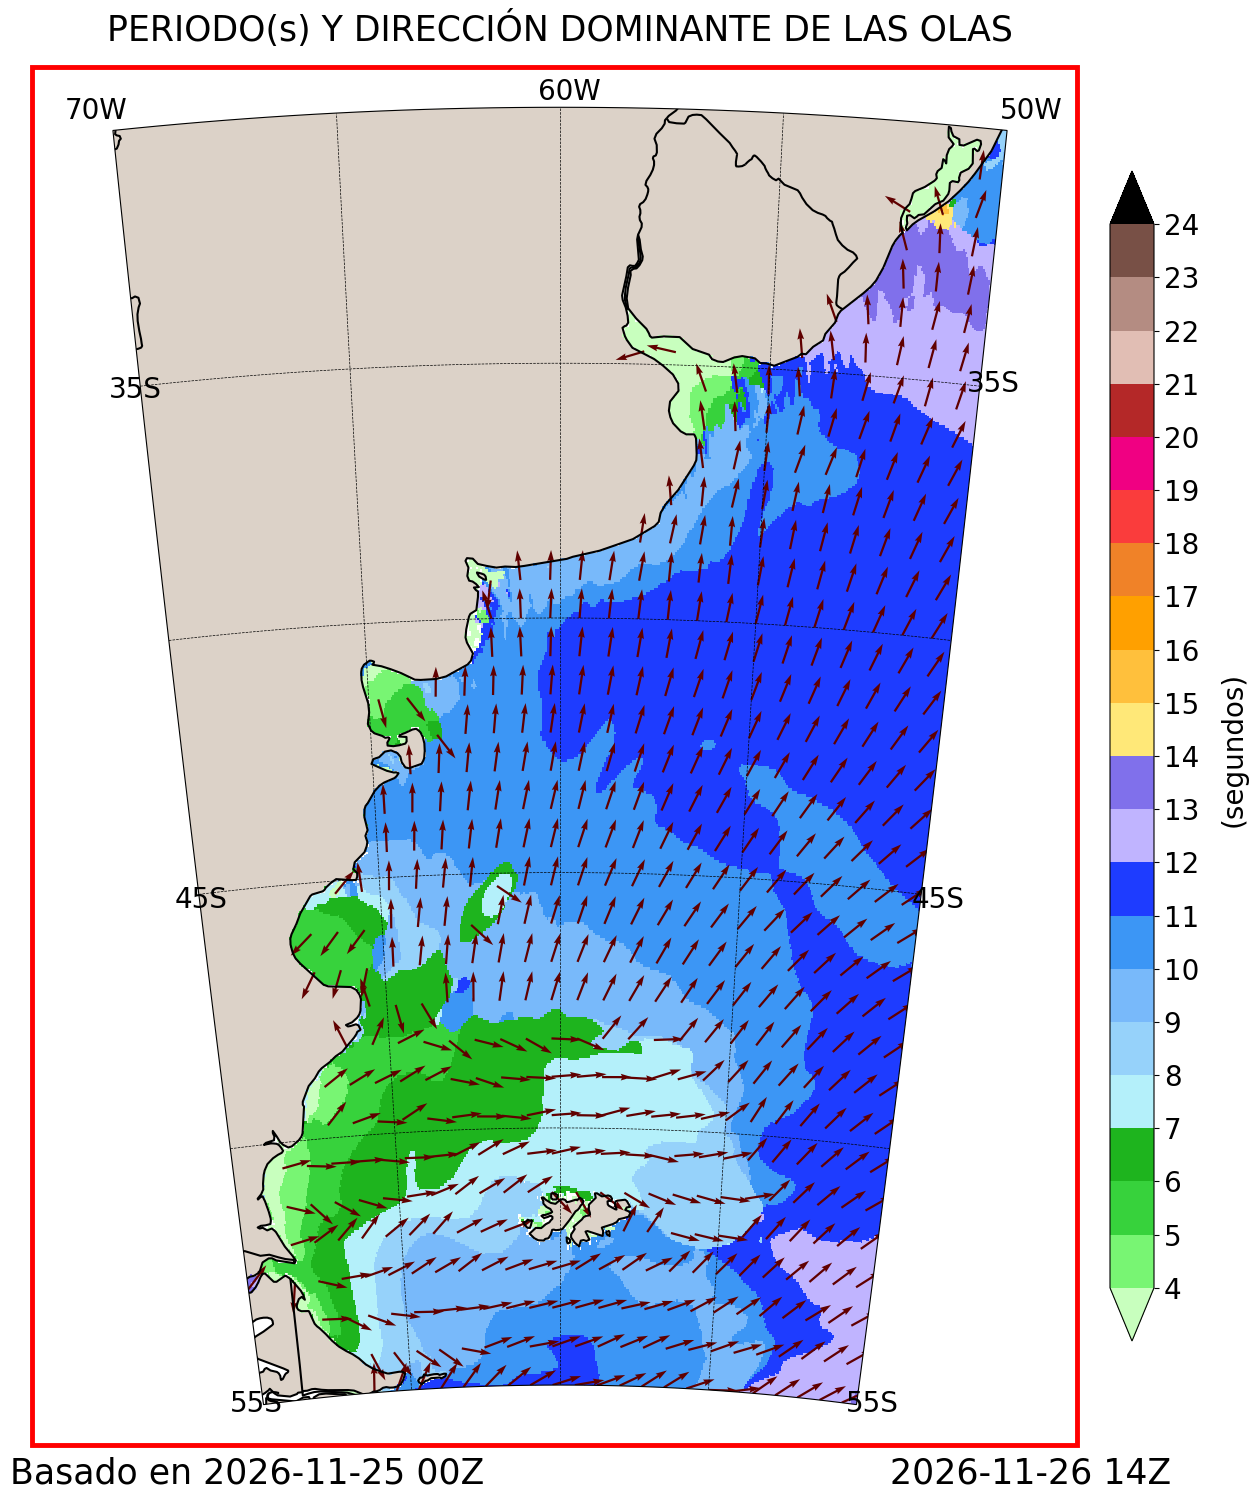 PERIODO(s) Y DIRECCIÓN DOMINANTE DE LAS OLAS
70W
60W
50W
35S
35S
45S
45S
55S
55S
24
23
22
21
20
19
18
17
16
15
14
13
12
11
10
9
8
7
6
5
4
(segundos)
Basado en 2026-11-25 00Z
2026-11-26 14Z